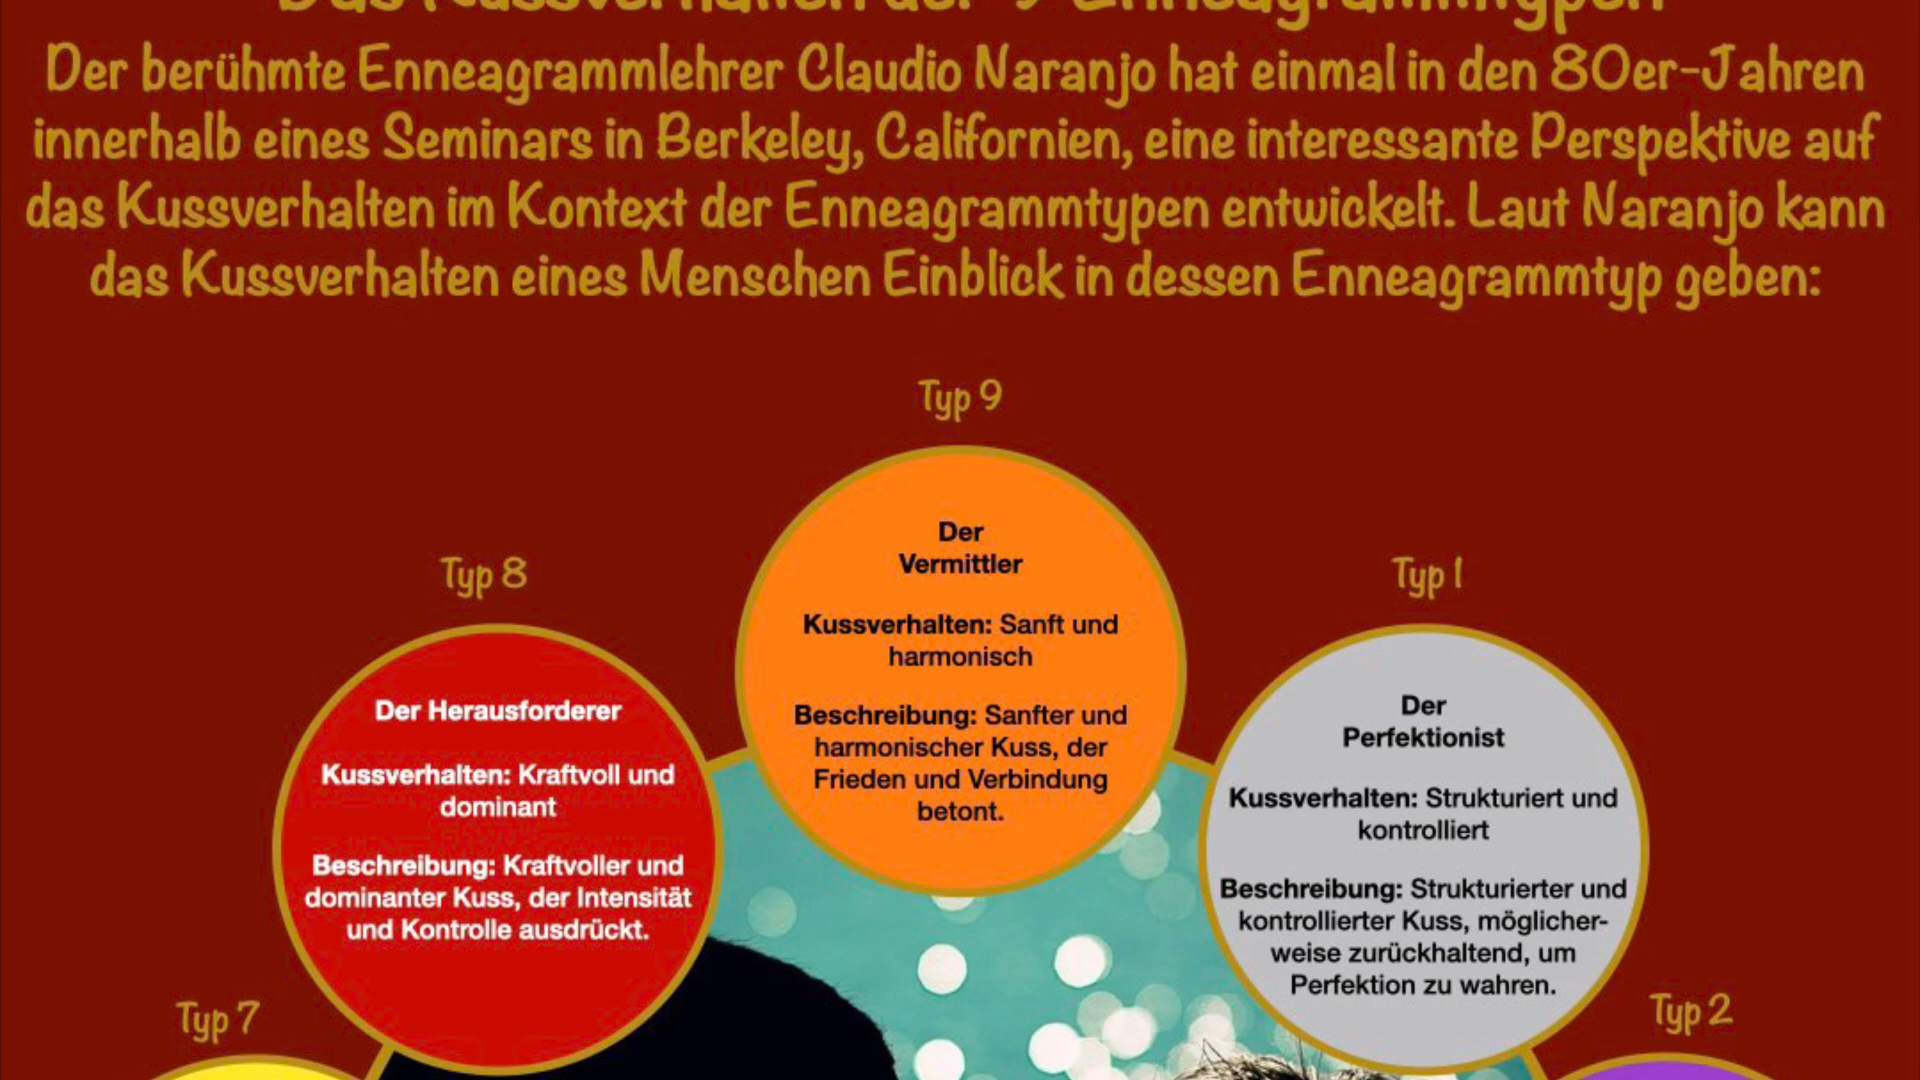 Das Kussverhalten der 9 Enneagrammtypen
Der berühmte Enneagrammlehrer Claudio Naranjo hat einmal in den 80er-Jahren
innerhalb eines Seminars in Berkeley, Californien, eine interessante Perspektive auf
das Kussverhalten im Kontext der Enneagrammtypen entwickelt. Laut Naranjo kann
das Kussverhalten eines Menschen Einblick in dessen Enneagrammtyp geben:
Typ 9
Der
Vermittler
Kussverhalten: Sanft und
harmonisch
Beschreibung: Sanfter und
harmonischer Kuss, der
Frieden und Verbindung
betont.
Typ 8
Der Herausforderer
Kussverhalten: Kraftvoll und
dominant
Beschreibung: Kraftvoller und
dominanter Kuss, der Intensität
und Kontrolle ausdrückt.
Typ 1
Der
Perfektionist
Kussverhalten: Strukturiert und
kontrolliert
Beschreibung: Strukturierter und
kontrollierter Kuss, möglicher-
weise zurückhaltend, um
Perfektion zu wahren.
Typ 7
Typ 2